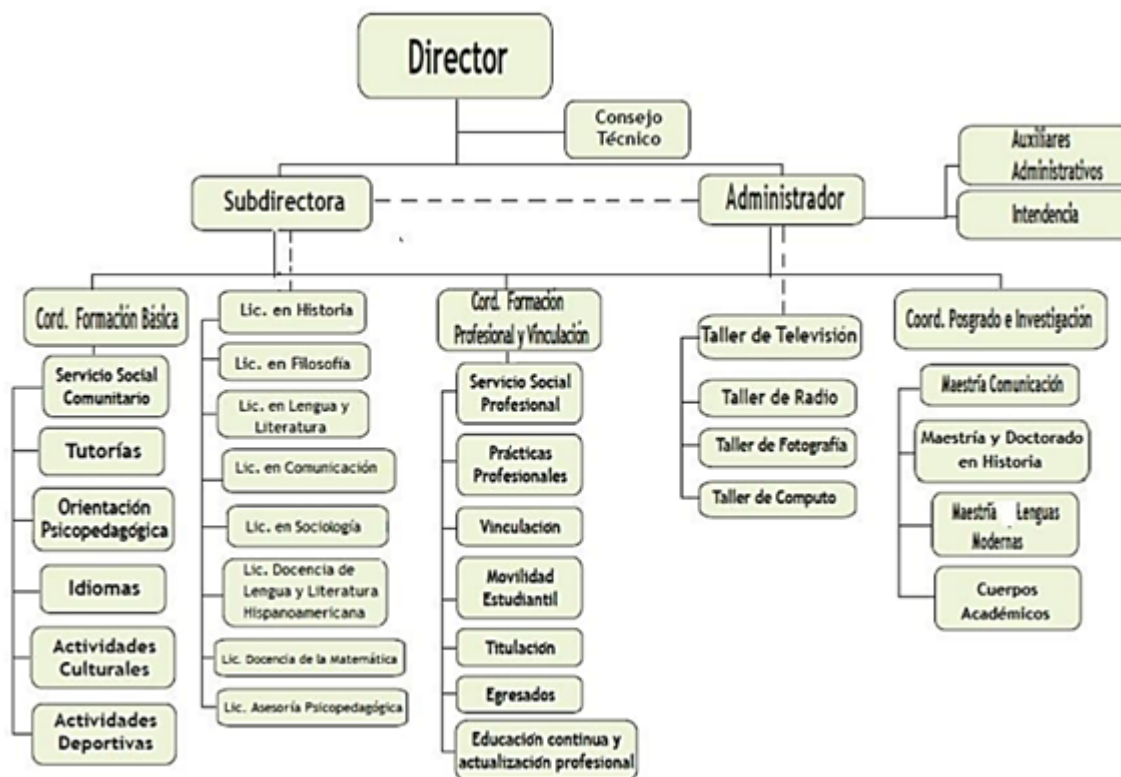 Director
Consejo
Técnico
Auxiliares
Administrativos
Intendencia
Subdirectora
Administrador
Cord. Formación Básica
Servicio Social
Comunitario
Tutorías
Orientación
Psicopedagógica
Idiomas
Actividades
Culturales
Actividades
Deportivas
Lic. en Historia
Lic. en Filosofía
Lic. en Lengua y
Literatura
Lic. en Comunicación
Lic. en Sociología
Lic. Docencia de
Lengua y Literatura
Hispanoamericana
Lic. Docencia de la Matemática
Lic. Asesoría Psicopedagógica
Cord. Formación
Profesional y Vinculación
Servicio Social
Profesional
Prácticas
Profesionales
Vinculación
Movilidad
Estudiantil
Titulación
Egresados
Educación continua y
actualización profesional
Taller de Televisión
Taller de Radio
Taller de Fotografía
Taller de Computo
Coord. Posgrado e Investigación
Maestría Comunicación
Maestría y Doctorado
en Historia
Maestría Lenguas
Modernas
Cuerpos
Académicos